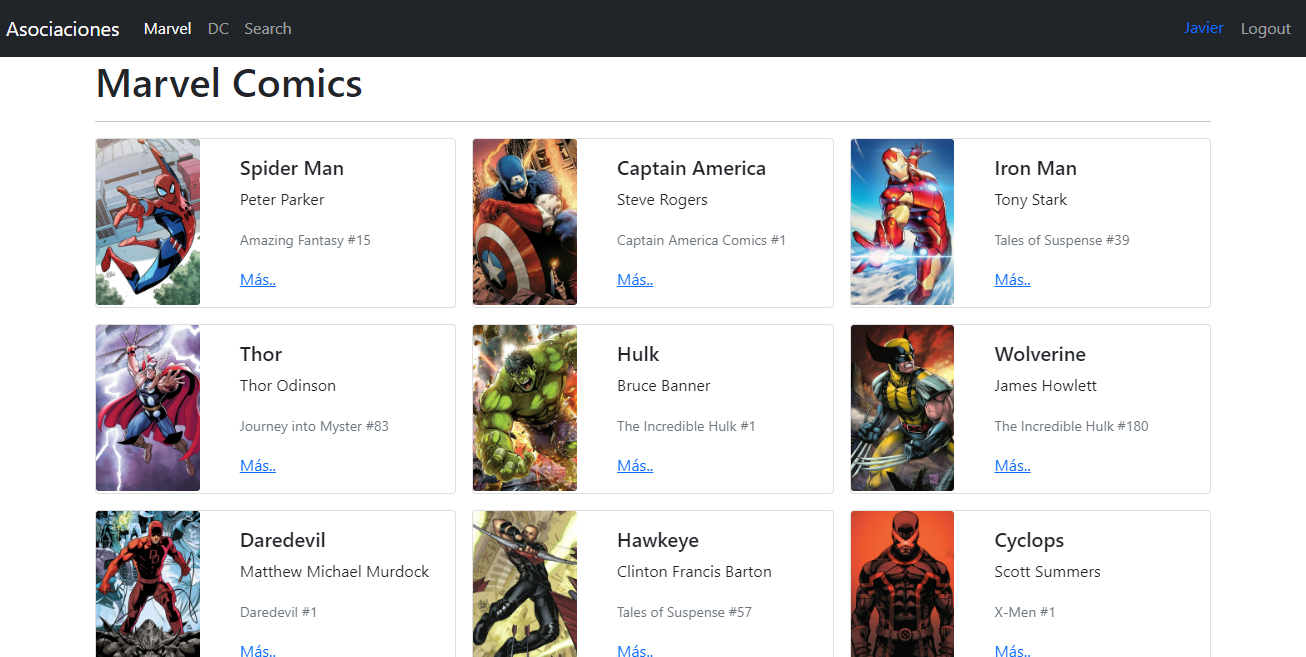 Asociaciones Marvel DC Search Javier Logout
Marvel Comics
Spider Man
Peter Parker
Amazing Fantasy #15
Más..
Captain America
Steve Rogers
Captain America Comics #1
Más..
Iron Man
Tony Stark
Tales of Suspense #39
Más..
Thor
Thor Odinson
Journey into Myster #83
Más..
Hulk
Bruce Banner
The Incredible Hulk #1
Más..
Wolverine
James Howlett
The Incredible Hulk #180
Más..
Daredevil
Matthew Michael Murdock
Daredevil #1
Más..
Hawkeye
Clinton Francis Barton
Tales of Suspense #57
Más..
Cyclops
Scott Summers
X-Men #1
Más..